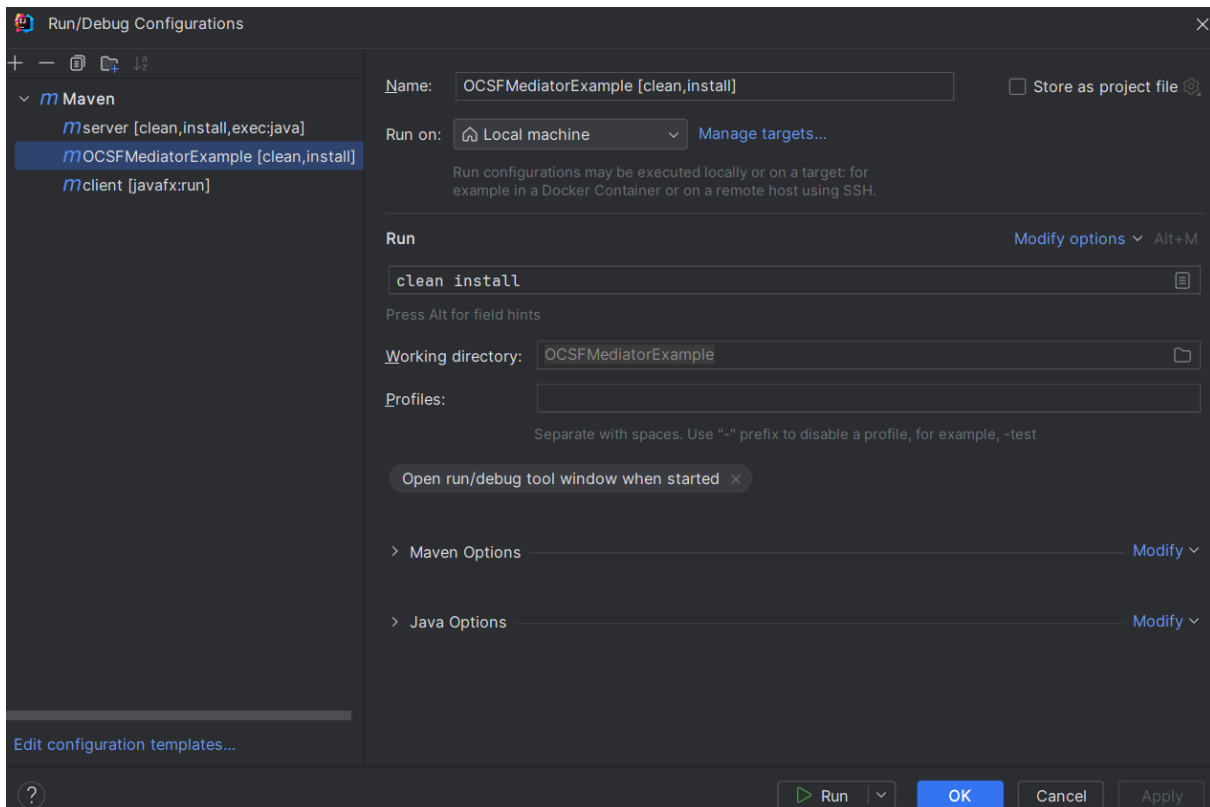 Run/Debug Configurations
Maven
server [clean,install,exec:java]
OCSFMediatorExample [clean,install]
client [javafx:run]
Edit configuration templates...
Name: OCSFMediatorExample [clean,install] Store as project file
Run on: Local machine Manage targets...
Run configurations may be executed locally or on a target: for
example in a Docker Container or on a remote host using SSH.
Run Modify options Alt+M
clean install
Press Alt for field hints
Working directory: OCSFMediatorExample
Profiles:
Separate with spaces. Use "-" prefix to disable a profile, for example, -test
Open run/debug tool window when started ×
Maven Options Modify
Java Options Modify
? Run OK Cancel Apply